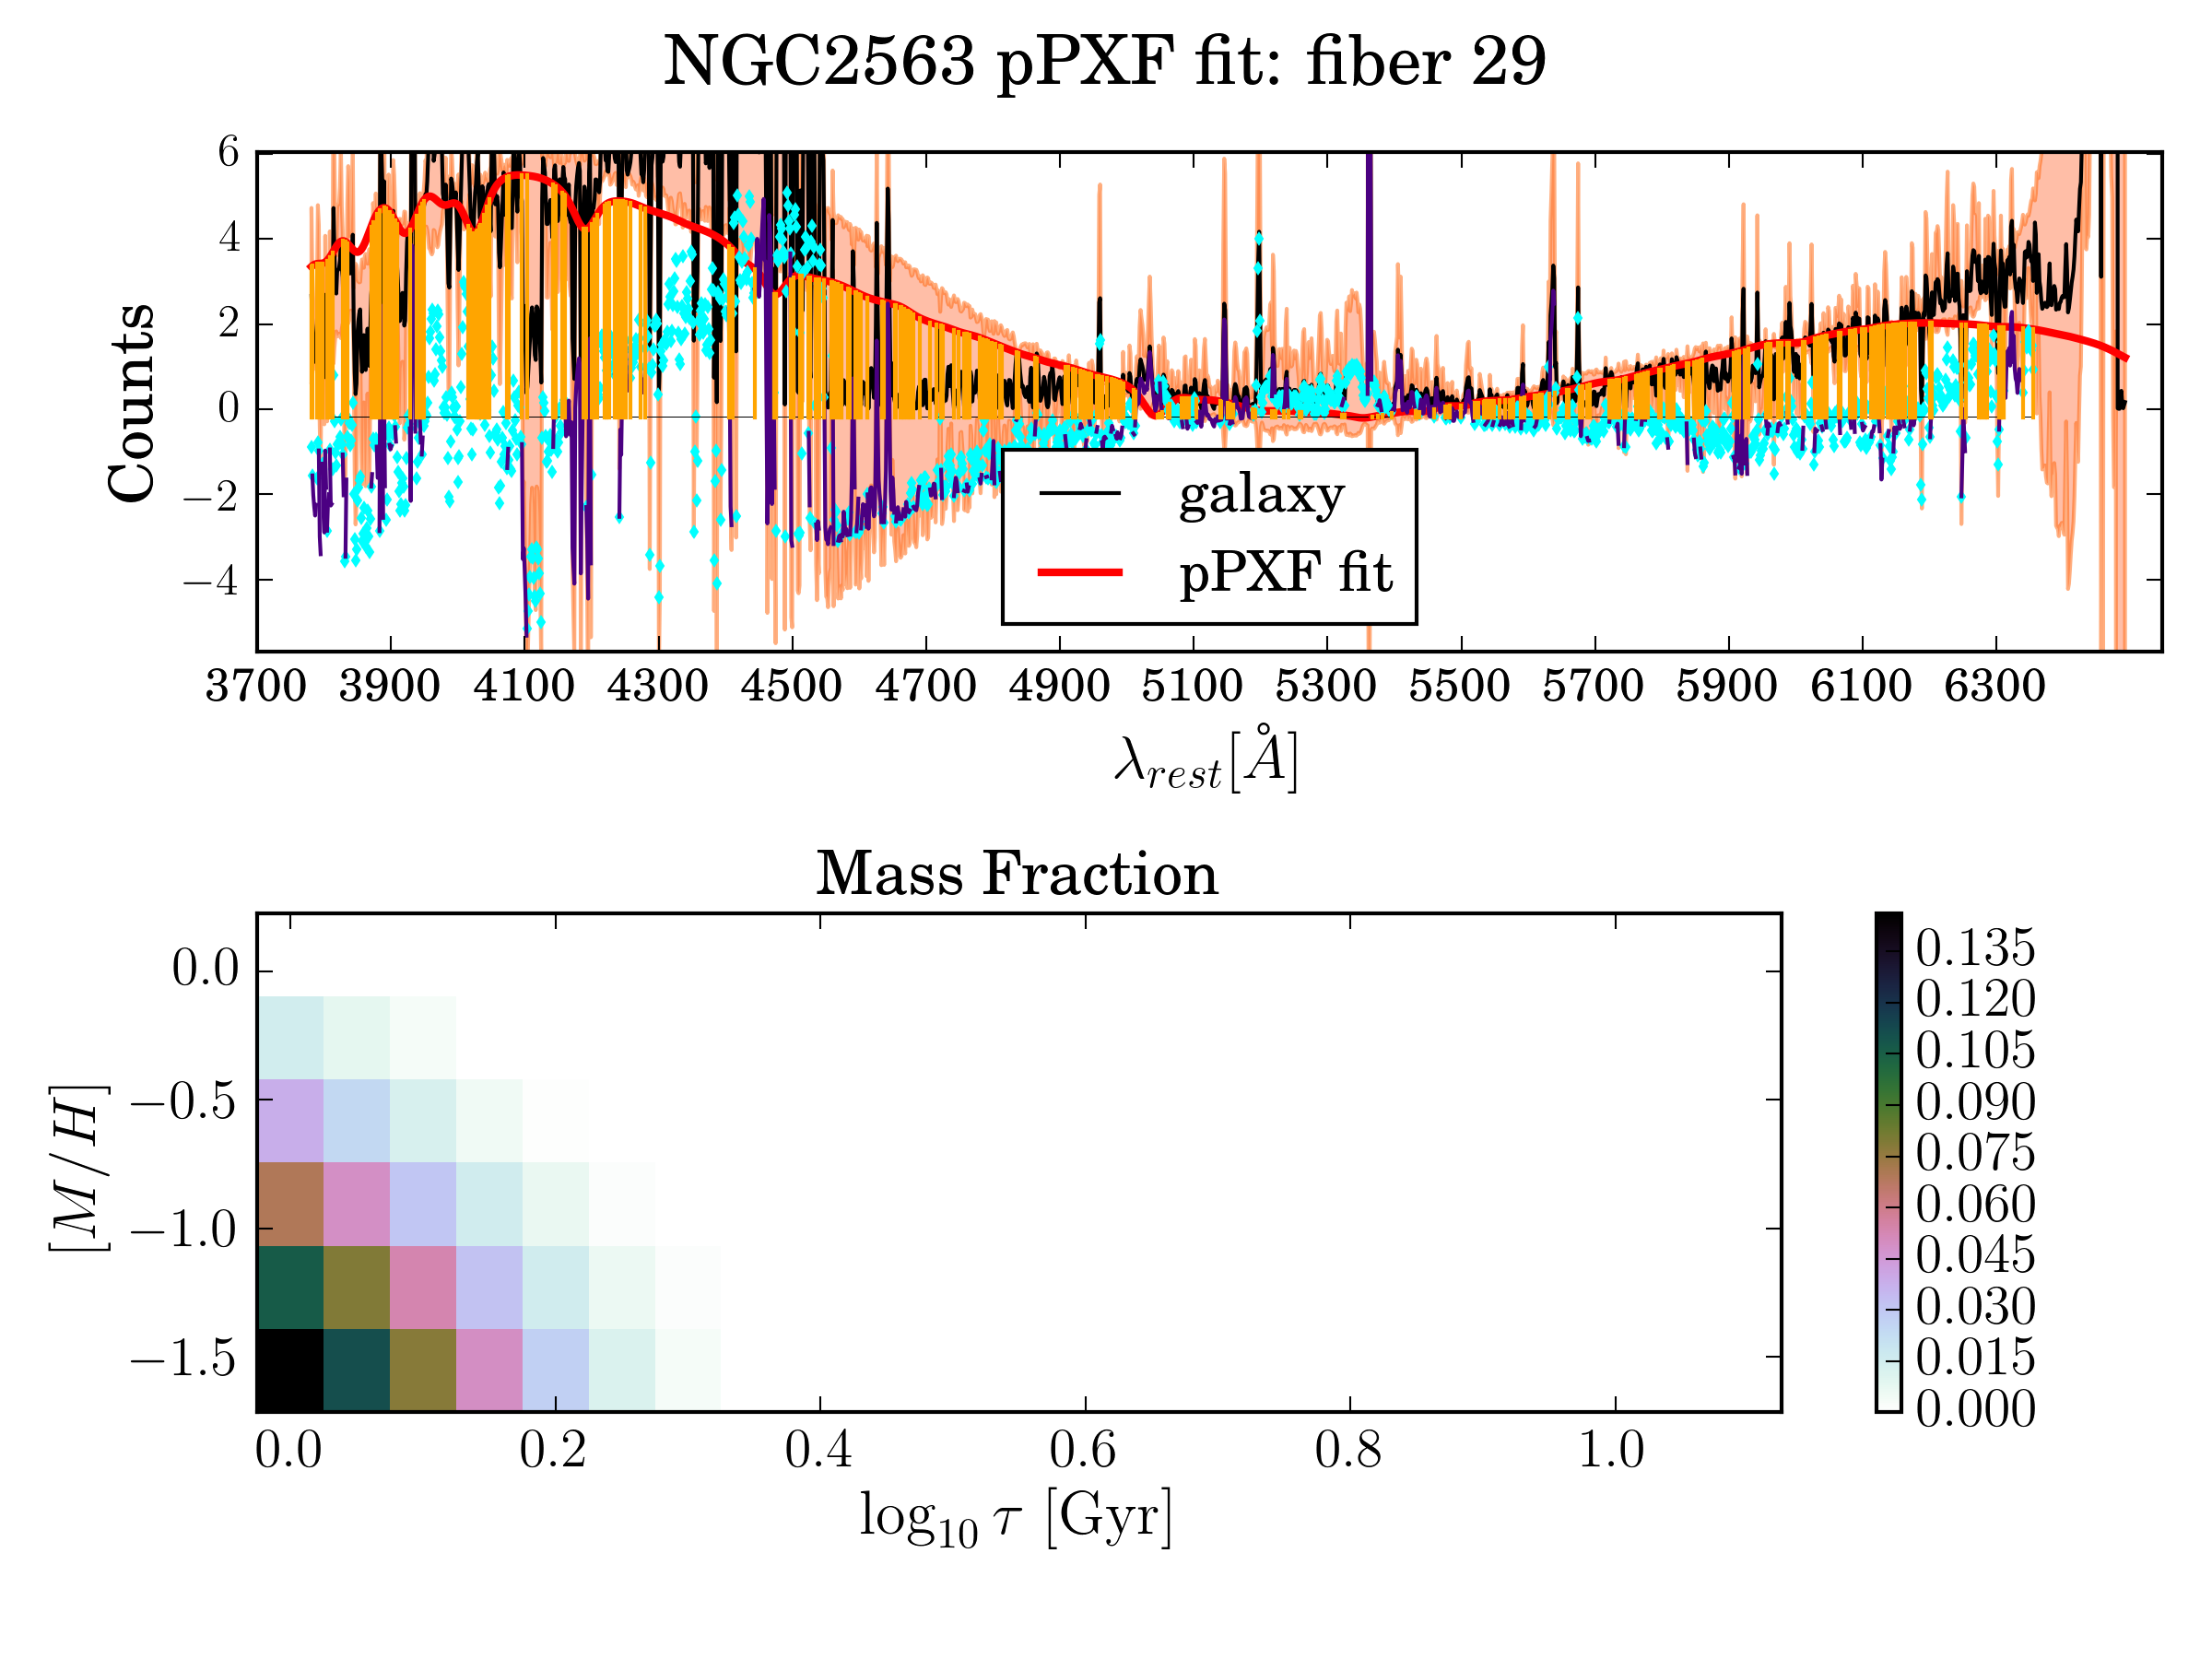 NGC2563 pPXF fit: fiber 29
6
4
2
0
−2
−4
Counts
galaxy
pPXF fit
3700 3900 4100 4300 4500 4700 4900 5100 5300 5500 5700 5900 6100 6300
λrest[Å]
Mass Fraction
0.0
−0.5
−1.0
−1.5
[M/H]
0.0 0.2 0.4 0.6 0.8 1.0
log10 τ [Gyr]
0.135
0.120
0.105
0.090
0.075
0.060
0.045
0.030
0.015
0.000